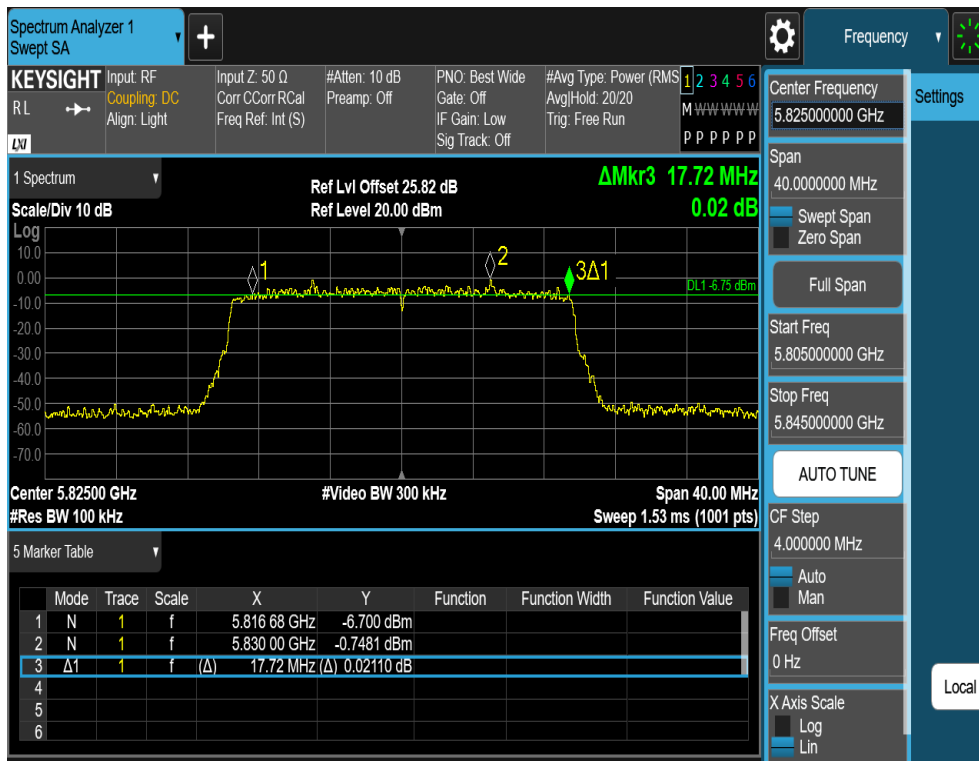 Spectrum Analyzer 1
Swept SA
+
Frequency
KEYSIGHT
R L
LXI
Input: RF
Coupling: DC
Align: Light
Input Z: 50 Ω
Corr CCorr RCal
Freq Ref: Int (S)
#Atten: 10 dB
Preamp: Off
PNO: Best Wide
Gate: Off
IF Gain: Low
Sig Track: Off
#Avg Type: Power (RMS
Avg|Hold: 20/20
Trig: Free Run
1 2 3 4 5 6
M W W W W W
P P P P P P
1 Spectrum
Scale/Div 10 dB
Log
Ref Lvl Offset 25.82 dB
Ref Level 20.00 dBm
ΔMkr3 17.72 MHz
0.02 dB
10.0
0.00
-10.0
-20.0
-30.0
-40.0
-50.0
-60.0
-70.0
1
2
3Δ1
DL1 -6.75 dBm
Center 5.82500 GHz
#Res BW 100 kHz
#Video BW 300 kHz
Span 40.00 MHz
Sweep 1.53 ms (1001 pts)
5 Marker Table
Mode Trace Scale X Y Function Function Width Function Value
1 N 1 f 5.816 68 GHz -6.700 dBm
2 N 1 f 5.830 00 GHz -0.7481 dBm
3 Δ1 1 f (Δ) 17.72 MHz (Δ) 0.02110 dB
4
5
6
Center Frequency
5.825000000 GHz
Span
40.0000000 MHz
Swept Span
Zero Span
Full Span
Start Freq
5.805000000 GHz
Stop Freq
5.845000000 GHz
AUTO TUNE
CF Step
4.000000 MHz
Auto
Man
Freq Offset
0 Hz
X Axis Scale
Log
Lin
Settings
Local